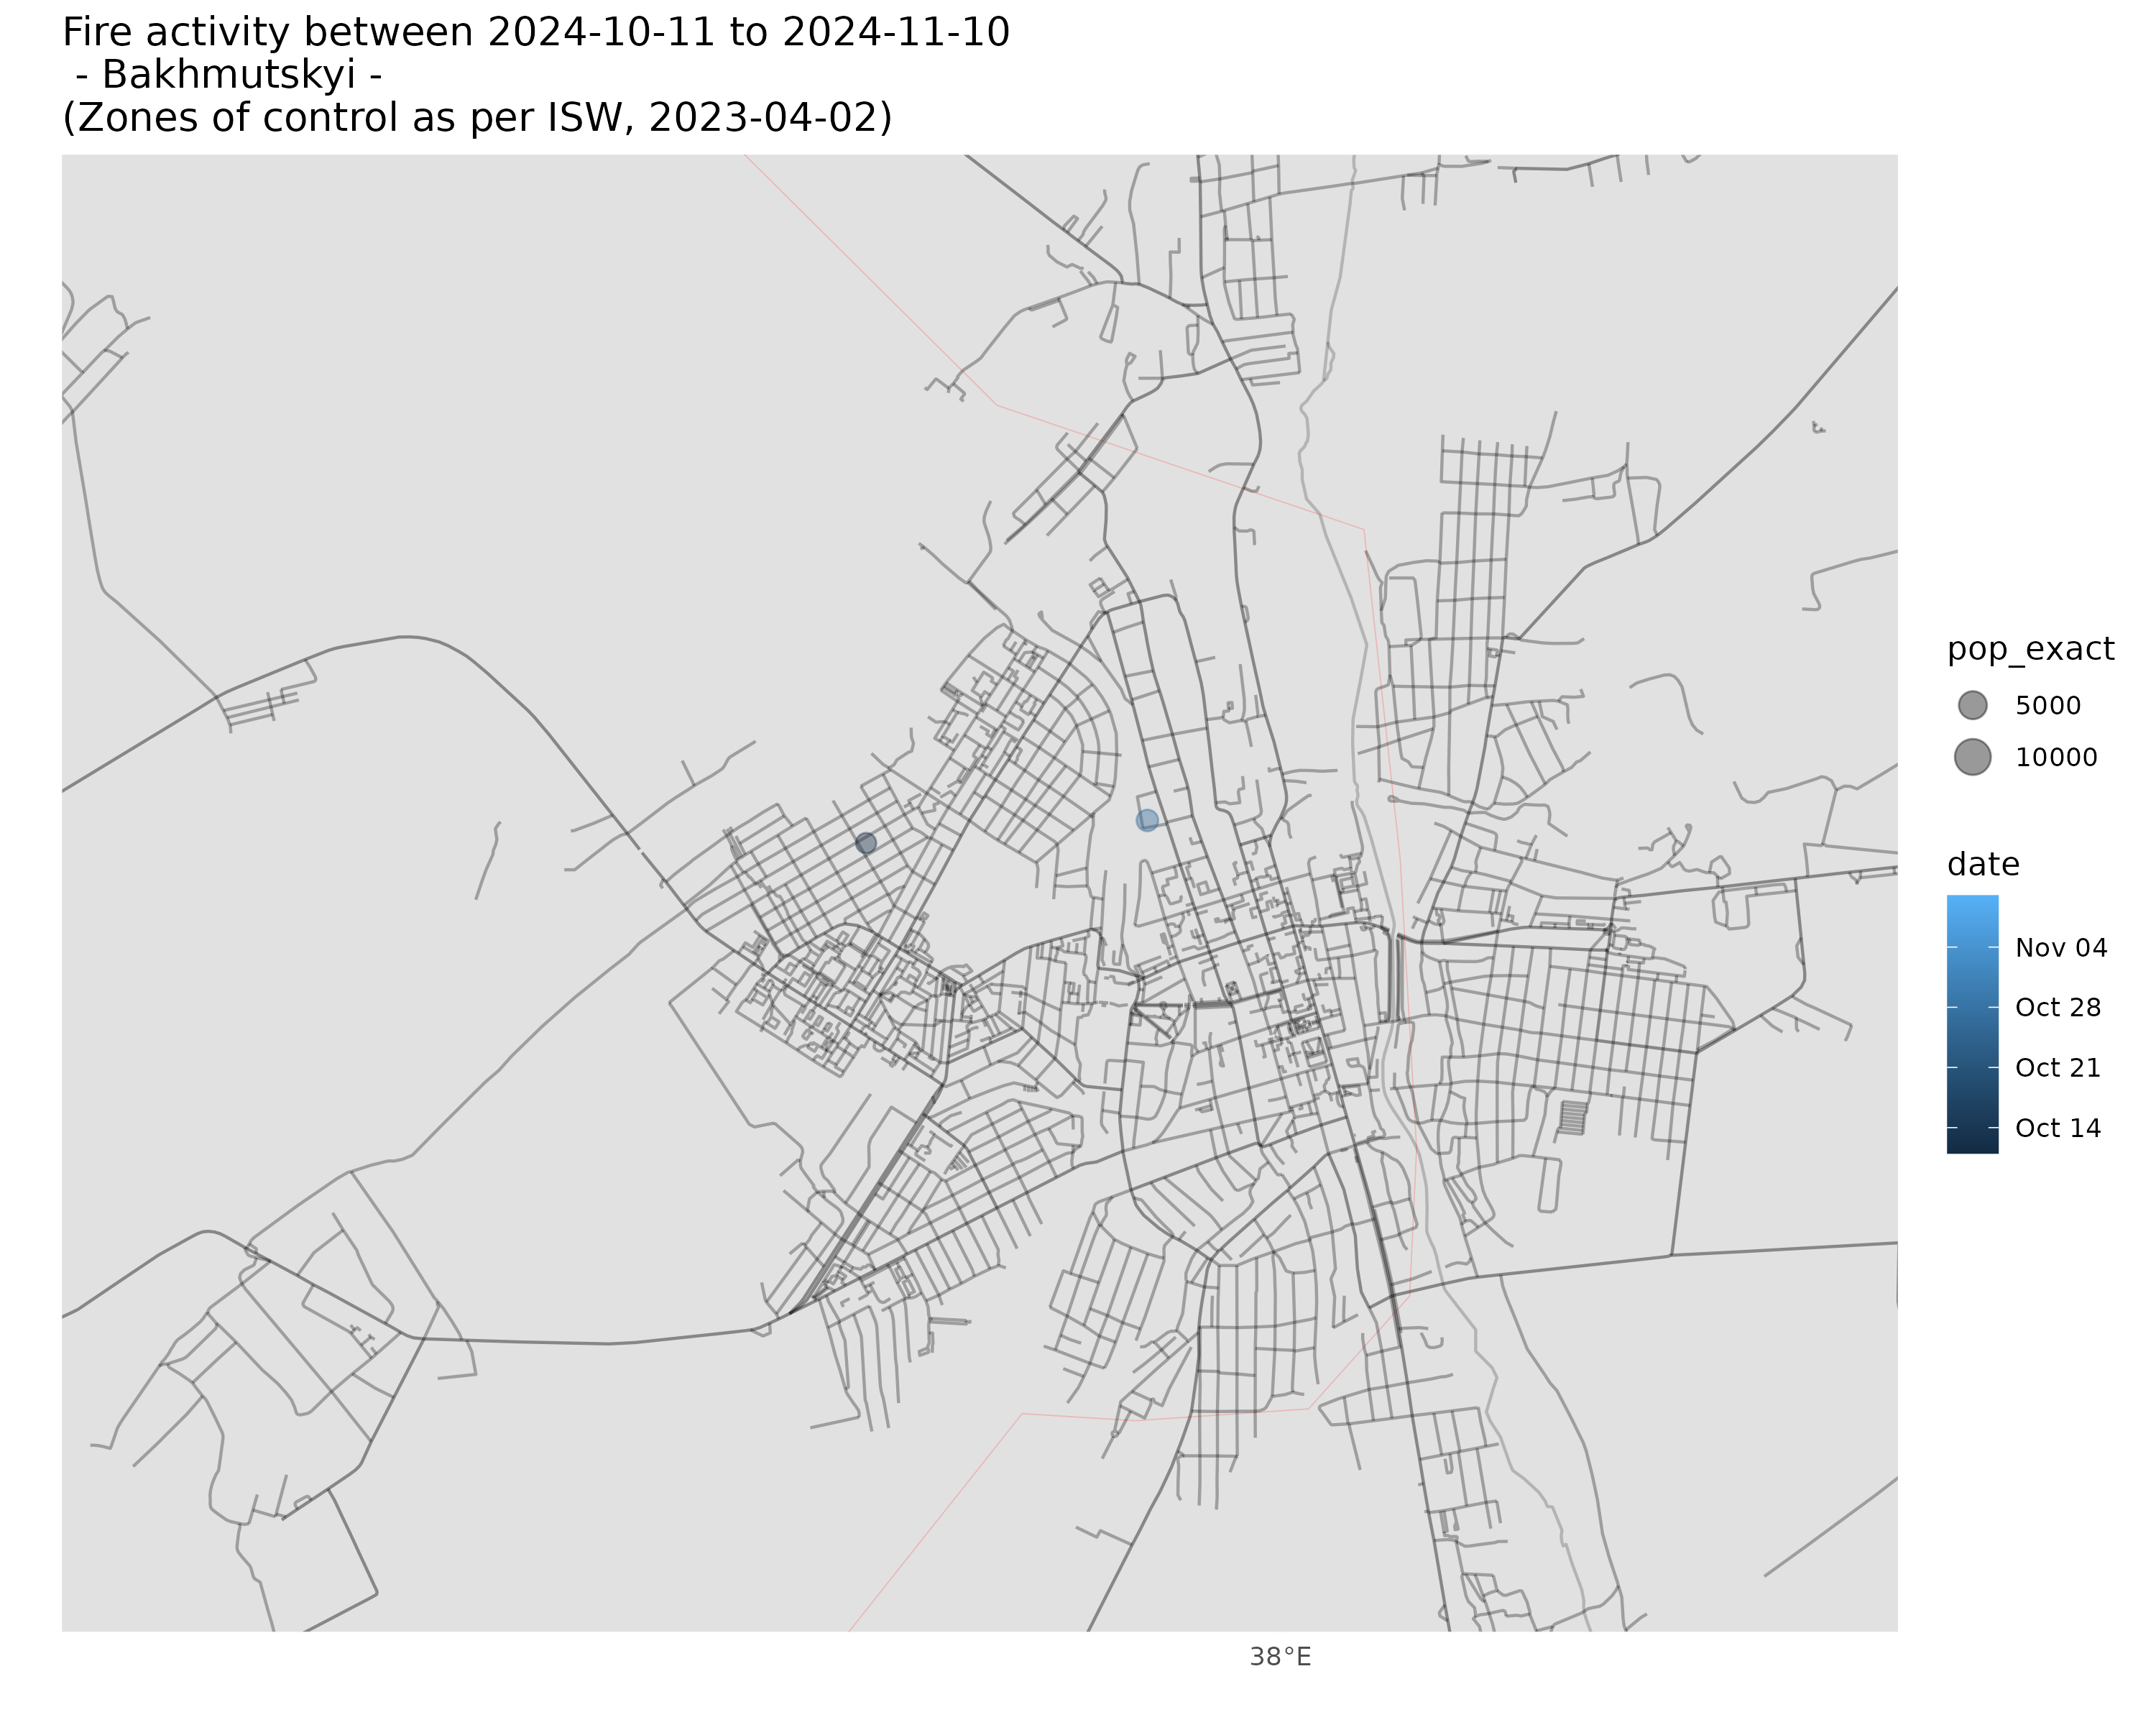 Fire activity between 2024-10-11 to 2024-11-10
- Bakhmutskyi -
(Zones of control as per ISW, 2023-04-02)
pop_exact
5000
10000
date
Nov 04
Oct 28
Oct 21
Oct 14
38°E